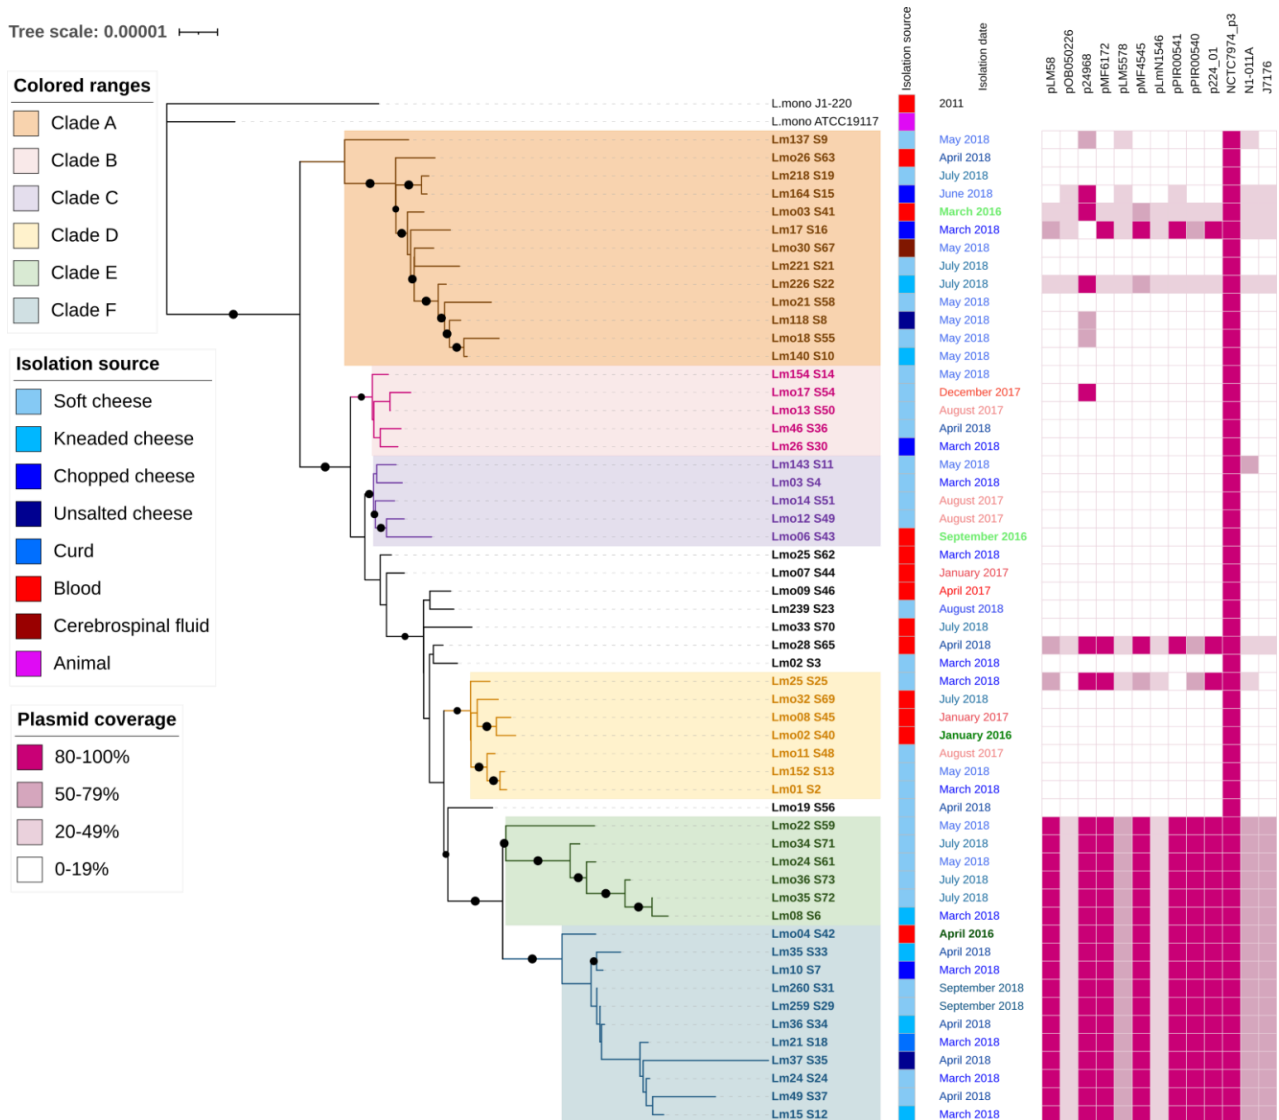 Tree scale: 0.00001
Colored ranges
Clade A
Clade B
Clade C
Clade D
Clade E
Clade F
Isolation source
Soft cheese
Kneaded cheese
Chopped cheese
Unsalted cheese
Curd
Blood
Cerebrospinal fluid
Animal
Plasmid coverage
80-100%
50-79%
20-49%
0-19%
Isolation source
Isolation date
pLM58
pOB050226
p24968
pMF6172
pLM5578
pMF4545
pLmN1546
pPIR00541
pPIR00540
p224_01
NCTC7974_p3
N1-011A
J7176
L.mono J1-220 2011
L.mono ATCC19117
Lm137 S9 May 2018
Lmo26 S63 April 2018
Lm218 S19 July 2018
Lm164 S15 June 2018
Lmo03 S41 March 2016
Lm17 S16 March 2018
Lmo30 S67 May 2018
Lm221 S21 July 2018
Lm226 S22 July 2018
Lmo21 S58 May 2018
Lm118 S8 May 2018
Lmo18 S55 May 2018
Lm140 S10 May 2018
Lm154 S14 May 2018
Lmo17 S54 December 2017
Lmo13 S50 August 2017
Lm46 S36 April 2018
Lm26 S30 March 2018
Lm143 S11 May 2018
Lm03 S4 March 2018
Lmo14 S51 August 2017
Lmo12 S49 August 2017
Lmo06 S43 September 2016
Lmo25 S62 March 2018
Lmo07 S44 January 2017
Lmo09 S46 April 2017
Lm239 S23 August 2018
Lmo33 S70 July 2018
Lmo28 S65 April 2018
Lm02 S3 March 2018
Lm25 S25 March 2018
Lmo32 S69 July 2018
Lmo08 S45 January 2017
Lmo02 S40 January 2016
Lmo11 S48 August 2017
Lm152 S13 May 2018
Lm01 S2 March 2018
Lmo19 S56 April 2018
Lmo22 S59 May 2018
Lmo34 S71 July 2018
Lmo24 S61 May 2018
Lmo36 S73 July 2018
Lmo35 S72 July 2018
Lm08 S6 March 2018
Lmo04 S42 April 2016
Lm35 S33 April 2018
Lm10 S7 March 2018
Lm260 S31 September 2018
Lm259 S29 September 2018
Lm36 S34 April 2018
Lm21 S18 March 2018
Lm37 S35 April 2018
Lm24 S24 March 2018
Lm49 S37 April 2018
Lm15 S12 March 2018